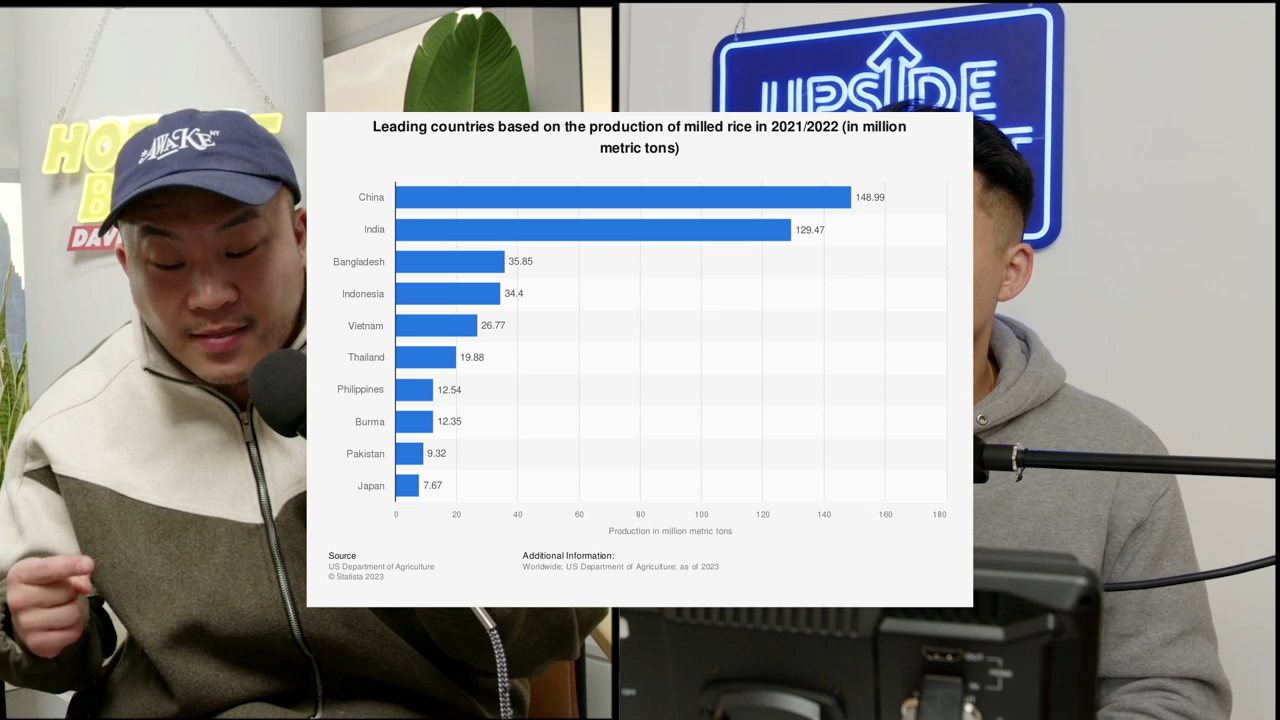 HO
B
DAV
AWAKE NY
UPSIDE
Leading countries based on the production of milled rice in 2021/2022 (in million
metric tons)
China 148.99
India 129.47
Bangladesh 35.85
Indonesia 34.4
Vietnam 26.77
Thailand 19.88
Philippines 12.54
Burma 12.35
Pakistan 9.32
Japan 7.67
0 20 40 60 80 100 120 140 160 180
Production in million metric tons
Source
US Department of Agriculture
© Statista 2023
Additional Information:
Worldwide; US Department of Agriculture; as of 2023